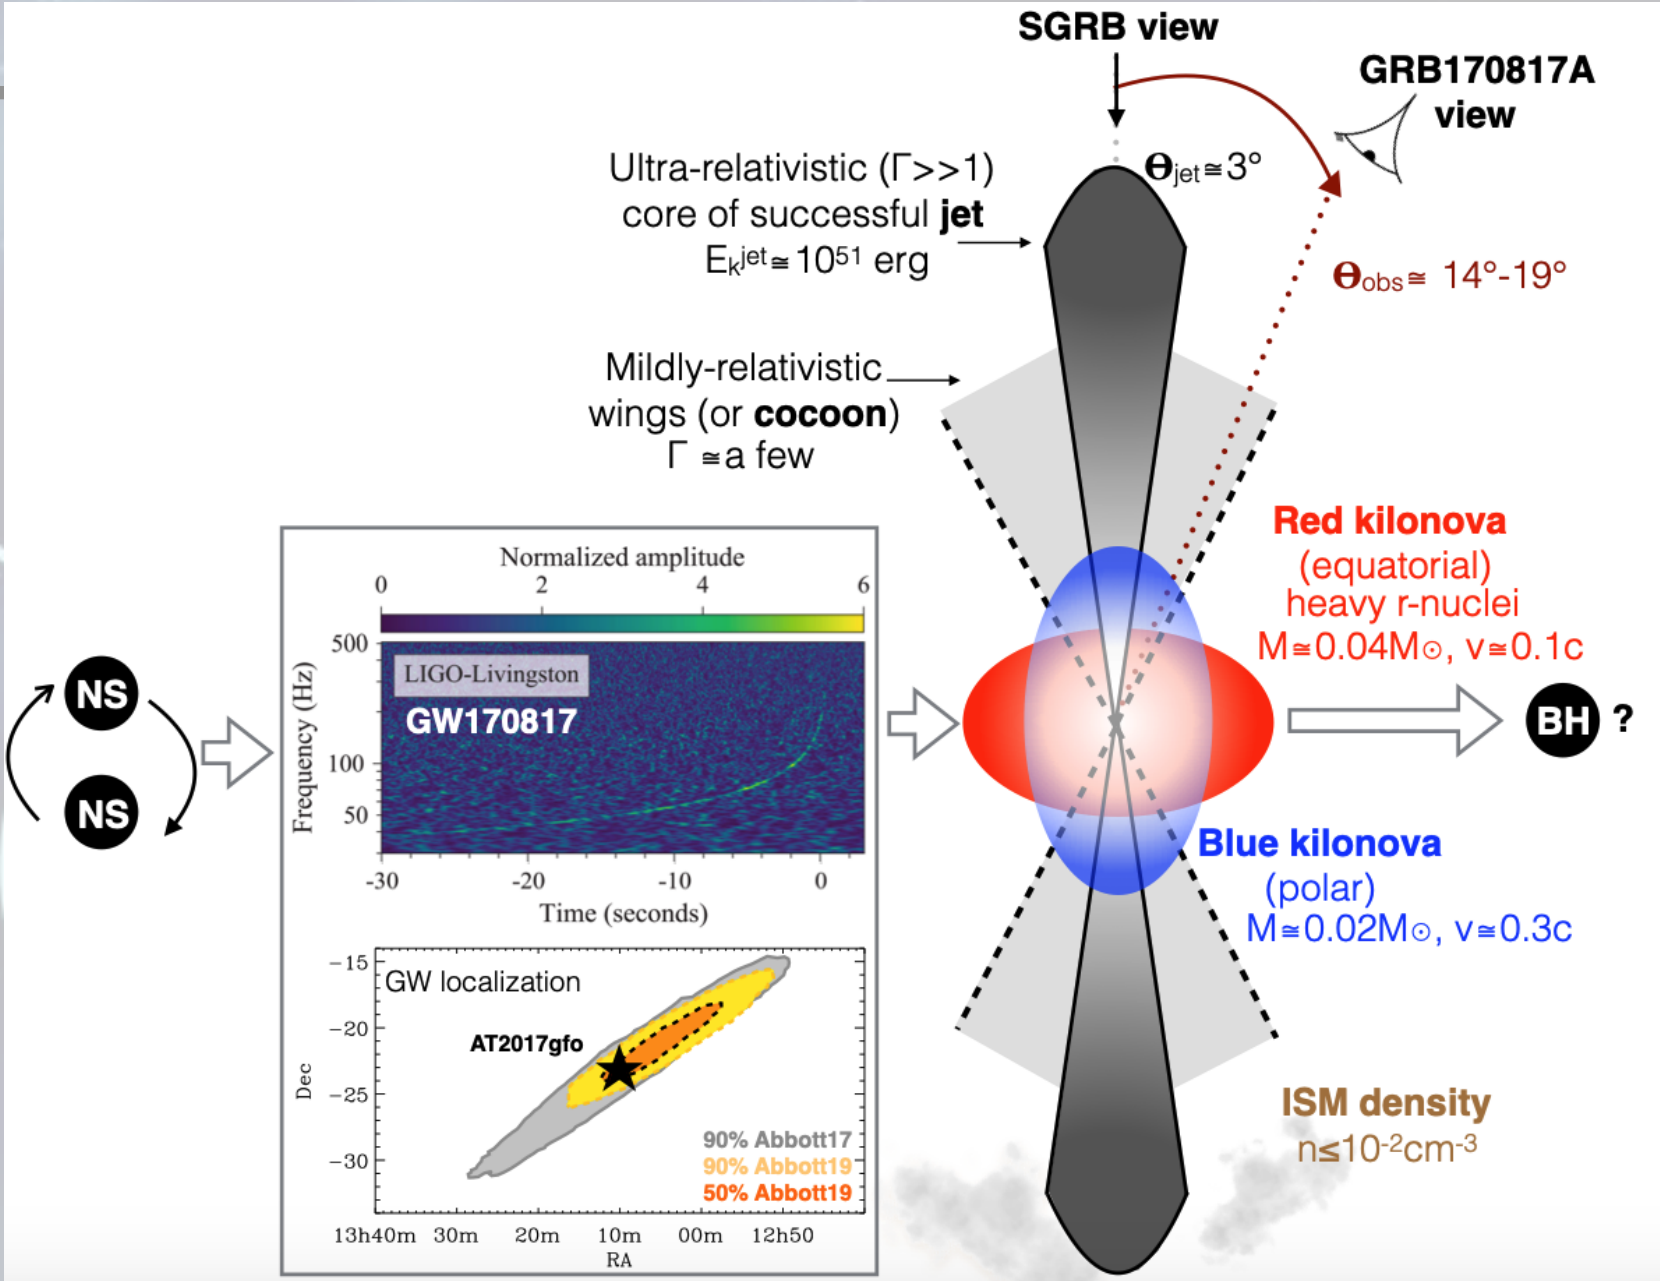 SGRB view
GRB170817A
view
Ultra-relativistic (Γ>>1)
core of successful jet
Eₖʲᵉᵗ≅10⁵¹ erg
ϴjet≅3°
ϴobs≅ 14°-19°
Mildly-relativistic
wings (or cocoon)
Γ ≅a few
NS
NS
Normalized amplitude
0 2 4 6
Frequency (Hz)
500
100
50
LIGO-Livingston
GW170817
-30 -20 -10 0
Time (seconds)
GW localization
AT2017gfo
Dec
−15
−20
−25
−30
90% Abbott17
90% Abbott19
50% Abbott19
13h40m 30m 20m 10m 00m 12h50
RA
Red kilonova
(equatorial)
heavy r-nuclei
M≅0.04M⊙, v≅0.1c
BH ?
Blue kilonova
(polar)
M≅0.02M⊙, v≅0.3c
ISM density
n≤10⁻²cm⁻³